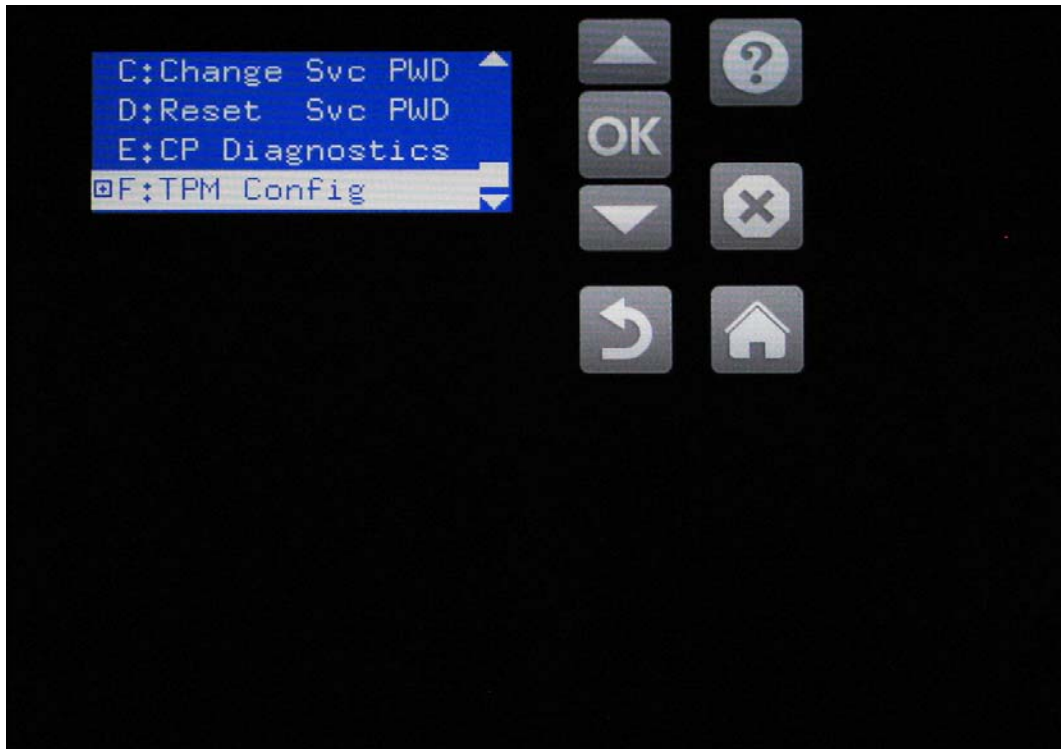 C:Change Svc PWD
D:Reset  Svc PWD
E:CP Diagnostics
F:TPM Config
OK
?